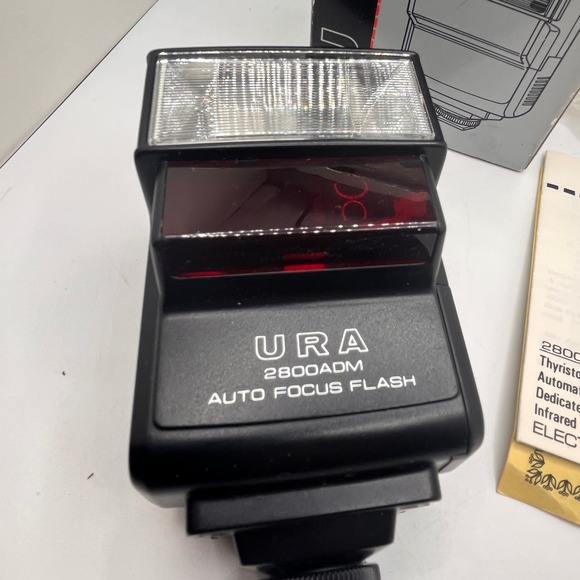 URA
2800ADM
AUTO FOCUS FLASH
2800
Thyristo
Automat
Dedicate
Infrared
ELECT